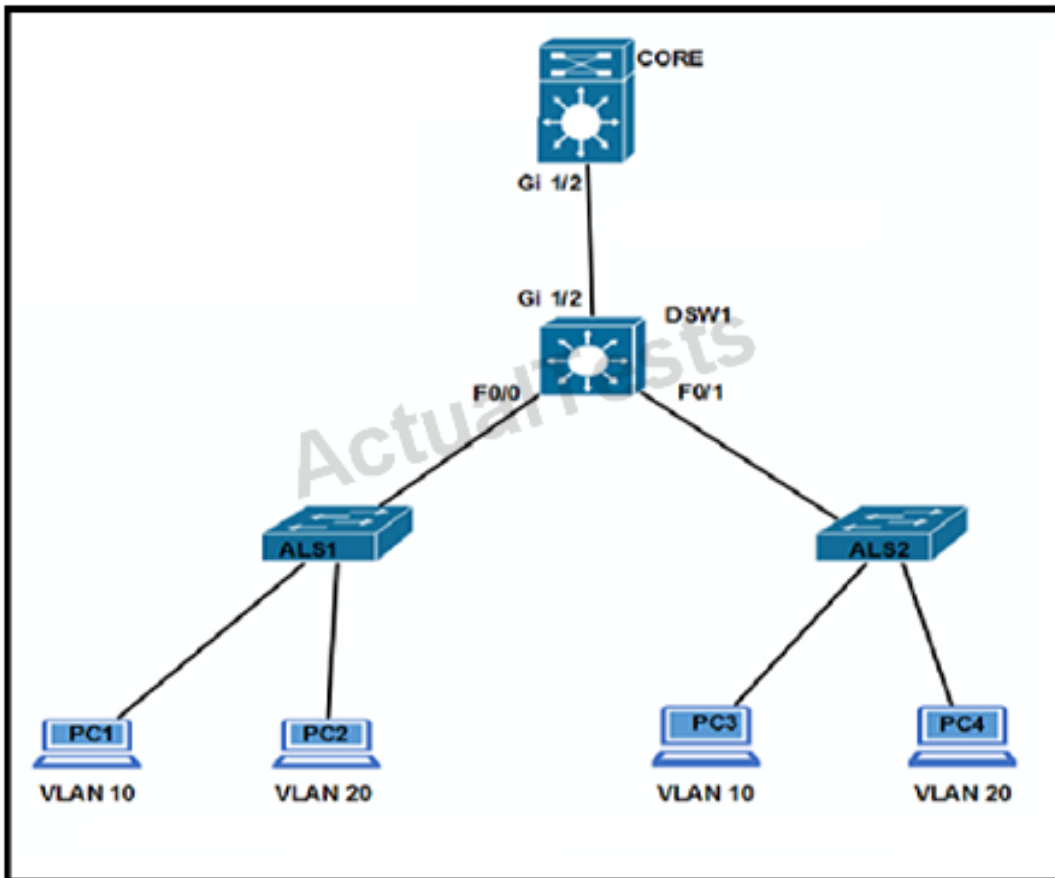 CORE
Gi 1/2
Gi 1/2
DSW1
F0/0
F0/1
ActualTests
ALS1
ALS2
PC1
PC2
PC3
PC4
VLAN 10
VLAN 20
VLAN 10
VLAN 20